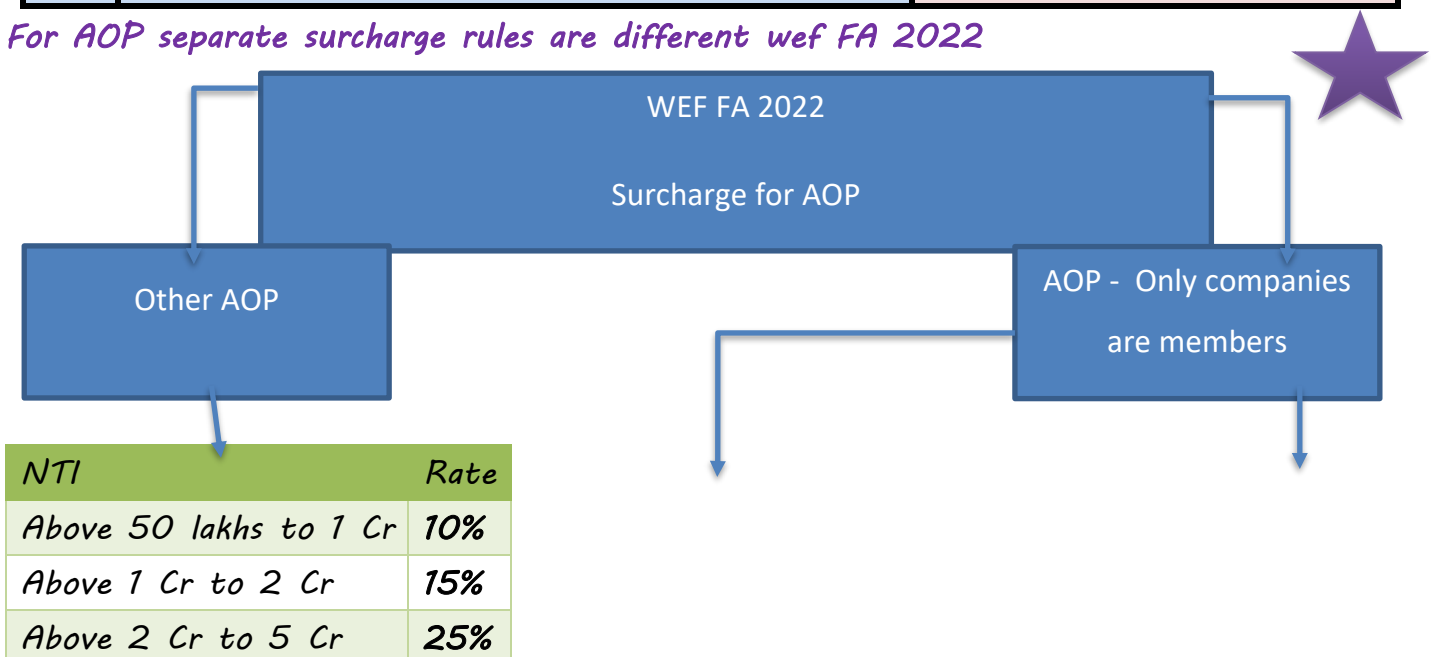 For AOP separate surcharge rules are different wef FA 2022
WEF FA 2022
Surcharge for AOP
Other AOP
AOP - Only companies
are members
NTI Rate
Above 50 lakhs to 1 Cr 10%
Above 1 Cr to 2 Cr 15%
Above 2 Cr to 5 Cr 25%